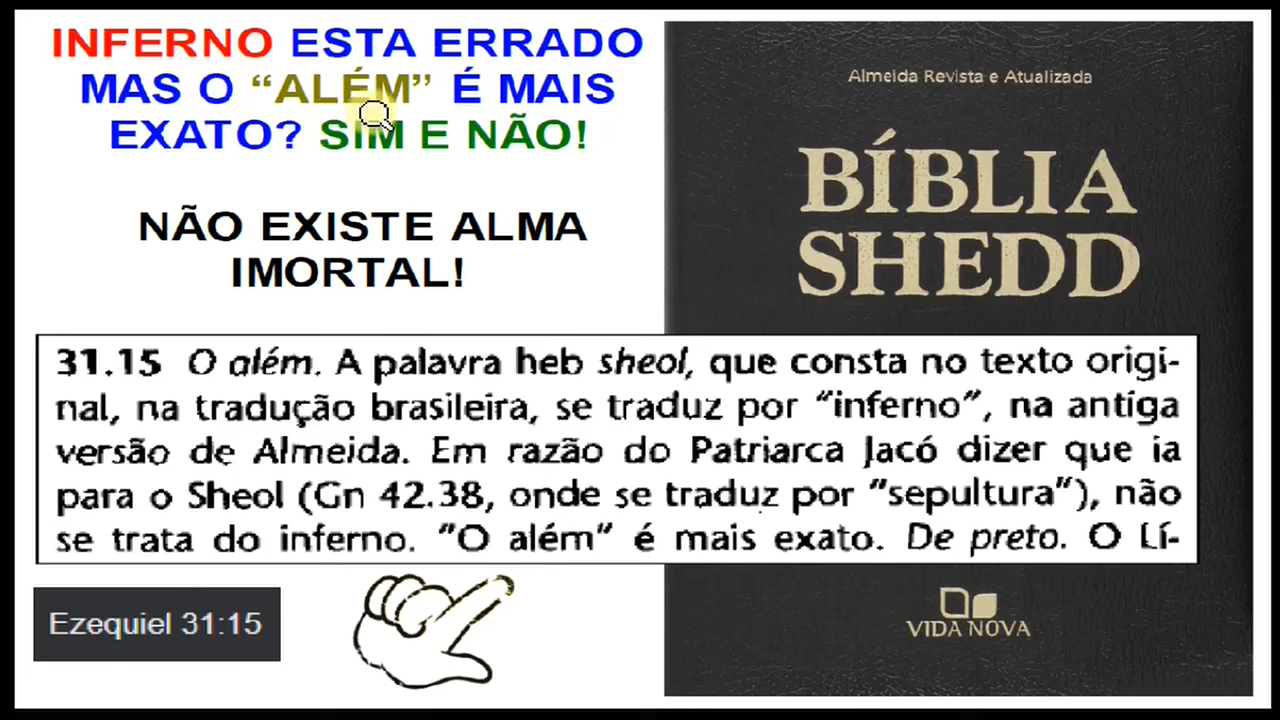 INFERNO ESTA ERRADO
MAS O “ALÉM” É MAIS
EXATO? SIM E NÃO!
NÃO EXISTE ALMA
IMORTAL!
Almeida Revista e Atualizada
BÍBLIA
SHEDD
31.15 O além. A palavra heb sheol, que consta no texto origi-
nal, na tradução brasileira, se traduz por “inferno”, na antiga
versão de Almeida. Em razão do Patriarca Jacó dizer que ia
para o Sheol (Gn 42.38, onde se traduz por “sepultura”), não
se trata do inferno. “O além” é mais exato. De preto. O Lí-
Ezequiel 31:15
VIDA NOVA